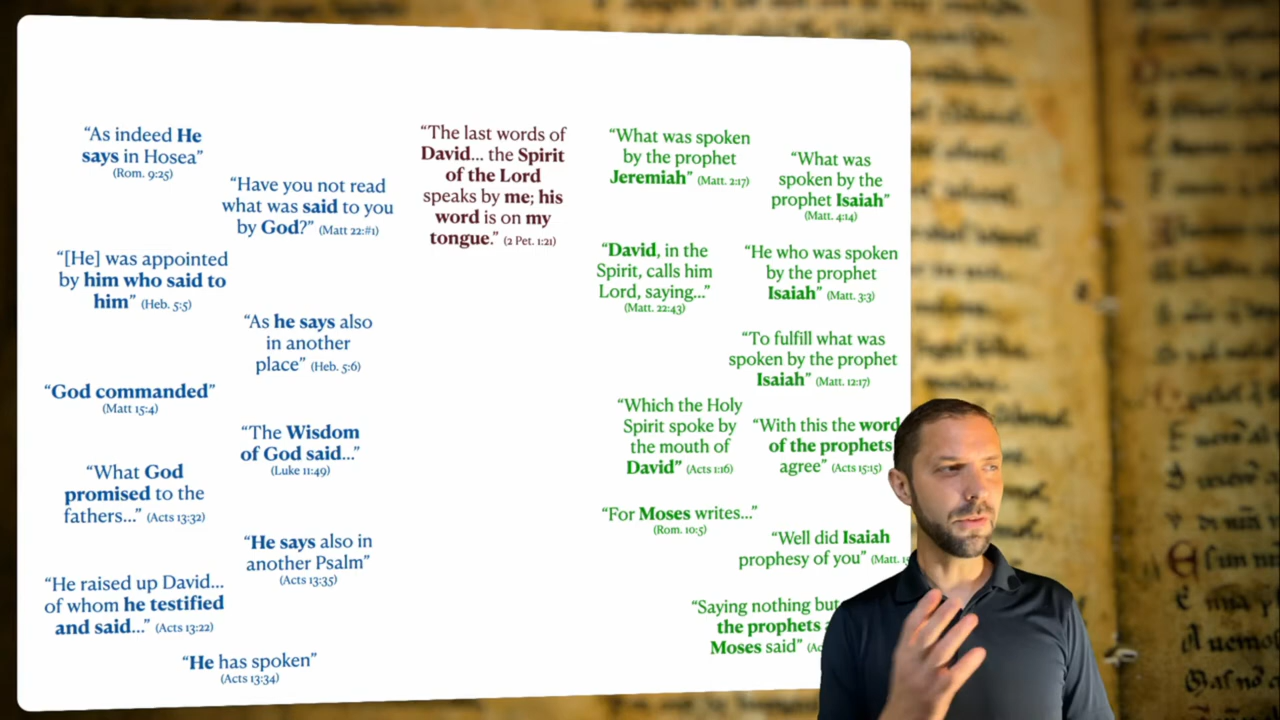 “As indeed He
says in Hosea”
(Rom. 9:25)
“Have you not read
what was said to you
by God?” (Matt 22:#1)
“[He] was appointed
by him who said to
him” (Heb. 5:5)
“As he says also
in another
place” (Heb. 5:6)
“God commanded”
(Matt 15:4)
“The Wisdom
of God said...”
(Luke 11:49)
“What God
promised to the
fathers...” (Acts 13:32)
“He says also in
another Psalm”
(Acts 13:35)
“He raised up David...
of whom he testified
and said...” (Acts 13:22)
“He has spoken”
(Acts 13:34)
“The last words of
David... the Spirit
of the Lord
speaks by me; his
word is on my
tongue.” (2 Pet. 1:21)
“What was spoken
by the prophet
Jeremiah” (Matt. 2:17)
“What was
spoken by the
prophet Isaiah”
(Matt. 4:14)
“David, in the
Spirit, calls him
Lord, saying...”
(Matt. 22:43)
“He who was spoken
by the prophet
Isaiah” (Matt. 3:3)
“To fulfill what was
spoken by the prophet
Isaiah” (Matt. 12:17)
“Which the Holy
Spirit spoke by
the mouth of
David” (Acts 1:16)
“With this the word
of the prophets
agree” (Acts 15:15)
“For Moses writes...”
(Rom. 10:5)
“Well did Isaiah
prophesy of you” (Matt.
“Saying nothing but
the prophets
Moses said”